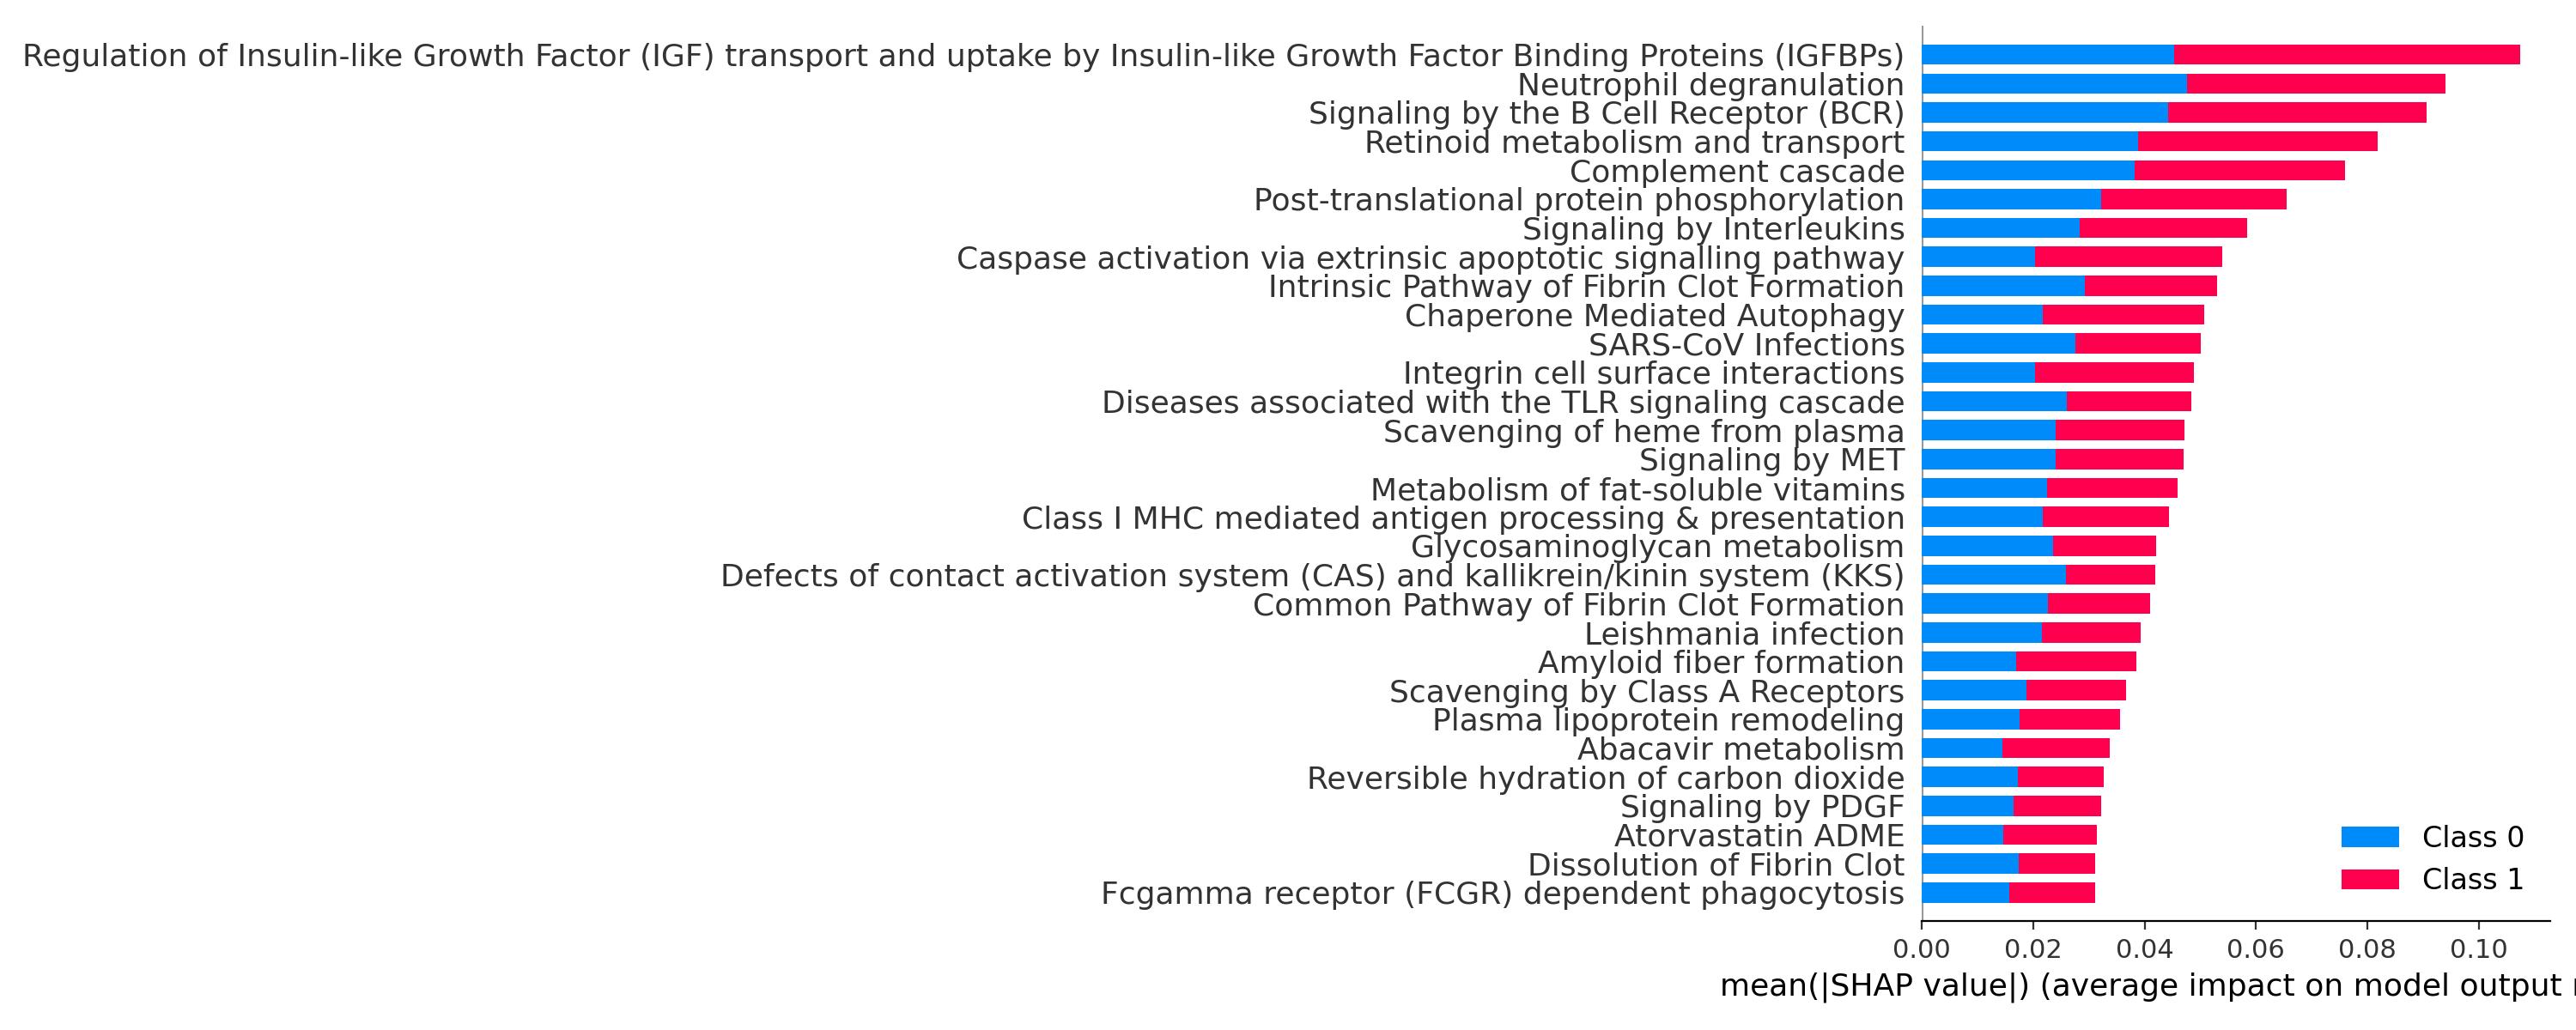 Regulation of Insulin-like Growth Factor (IGF) transport and uptake by Insulin-like Growth Factor Binding Proteins (IGFBPs)
Neutrophil degranulation
Signaling by the B Cell Receptor (BCR)
Retinoid metabolism and transport
Complement cascade
Post-translational protein phosphorylation
Signaling by Interleukins
Caspase activation via extrinsic apoptotic signalling pathway
Intrinsic Pathway of Fibrin Clot Formation
Chaperone Mediated Autophagy
SARS-CoV Infections
Integrin cell surface interactions
Diseases associated with the TLR signaling cascade
Scavenging of heme from plasma
Signaling by MET
Metabolism of fat-soluble vitamins
Class I MHC mediated antigen processing & presentation
Glycosaminoglycan metabolism
Defects of contact activation system (CAS) and kallikrein/kinin system (KKS)
Common Pathway of Fibrin Clot Formation
Leishmania infection
Amyloid fiber formation
Scavenging by Class A Receptors
Plasma lipoprotein remodeling
Abacavir metabolism
Reversible hydration of carbon dioxide
Signaling by PDGF
Atorvastatin ADME
Dissolution of Fibrin Clot
Fcgamma receptor (FCGR) dependent phagocytosis
Class 0
Class 1
0.00 0.02 0.04 0.06 0.08 0.10
mean(|SHAP value|) (average impact on model output